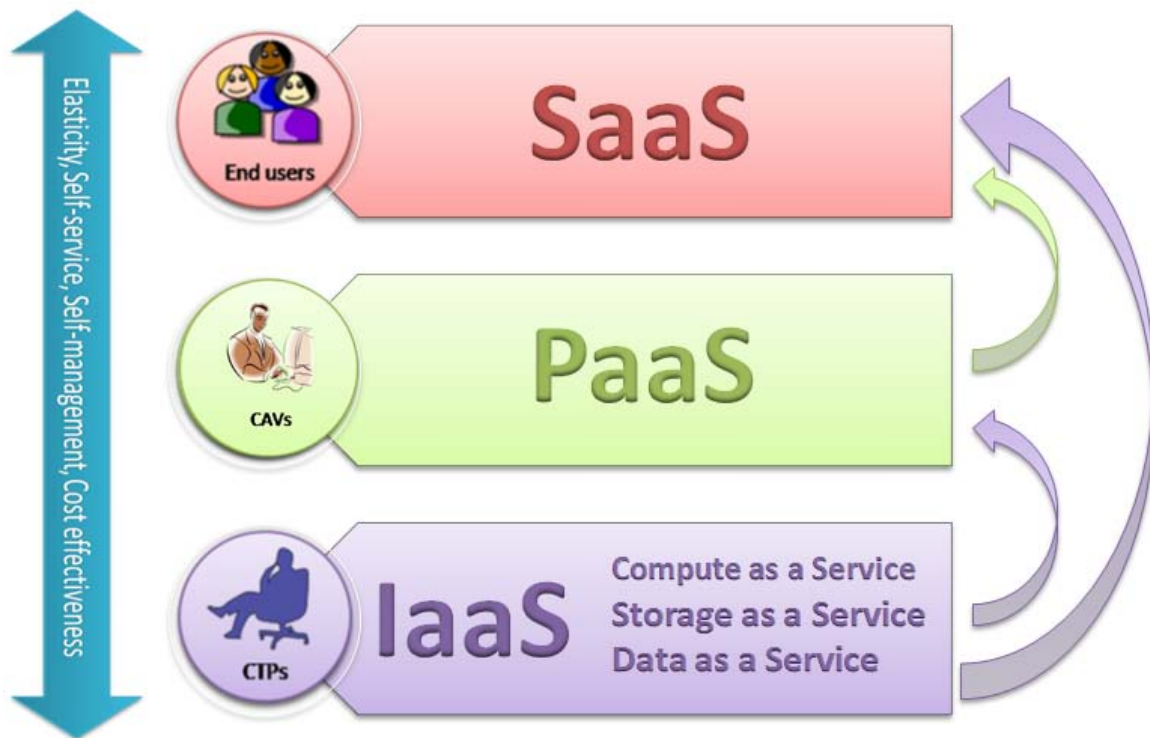 Elasticity, Self-service, Self-management, Cost effectiveness
End users
SaaS
CAVs
PaaS
CTPs
IaaS
Compute as a Service
Storage as a Service
Data as a Service